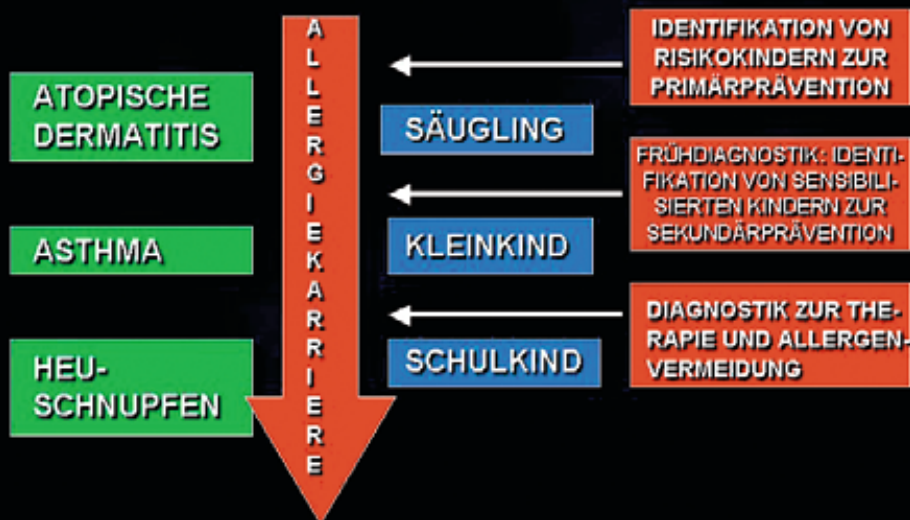 ATOPISCHE
DERMATITIS
ASTHMA
HEU-
SCHNUPFEN
ALLERGIEKARRIERE
SÄUGLING
KLEINKIND
SCHULKIND
IDENTIFIKATION VON
RISIKOKINDERN ZUR
PRIMÄRPRÄVENTION
FRÜHDIAGNOSTIK: IDENTI-
FIKATION VON SENSIBILI-
SIERTEN KINDERN ZUR
SEKUNDÄRPRÄVENTION
DIAGNOSTIK ZUR THE-
RAPIE UND ALLERGEN-
VERMEIDUNG